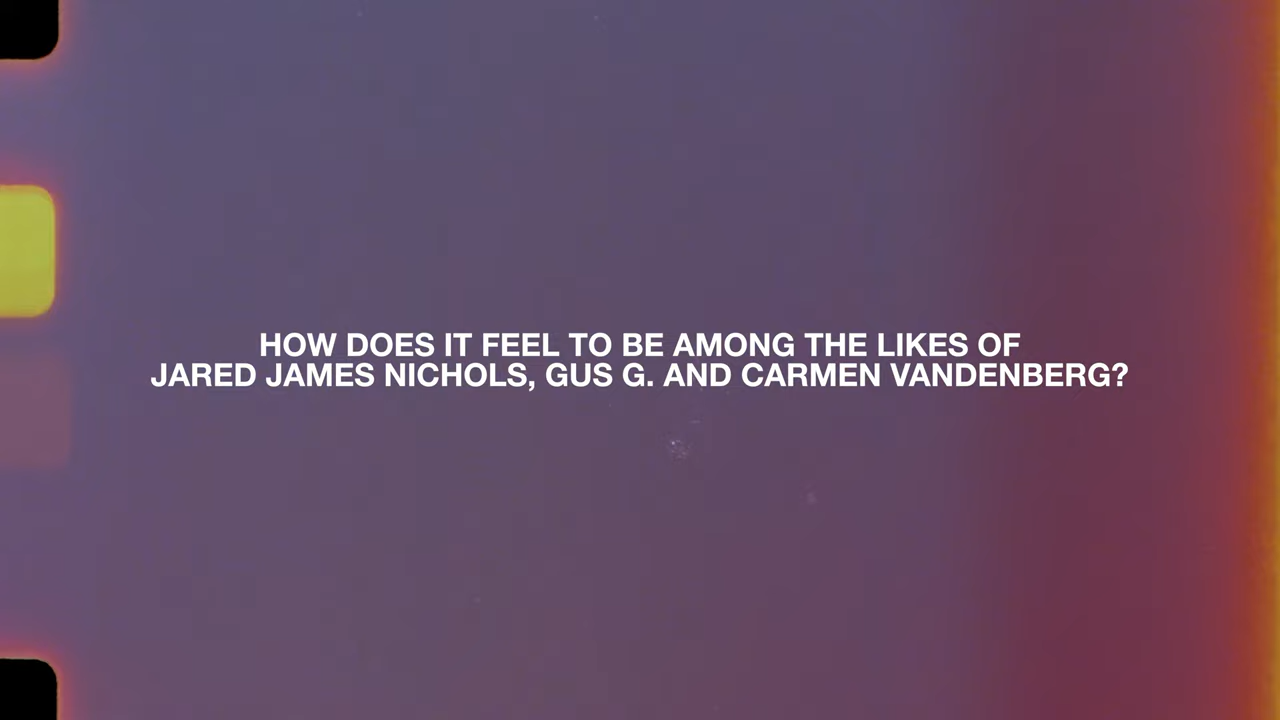 HOW DOES IT FEEL TO BE AMONG THE LIKES OF
JARED JAMES NICHOLS, GUS G. AND CARMEN VANDENBERG?